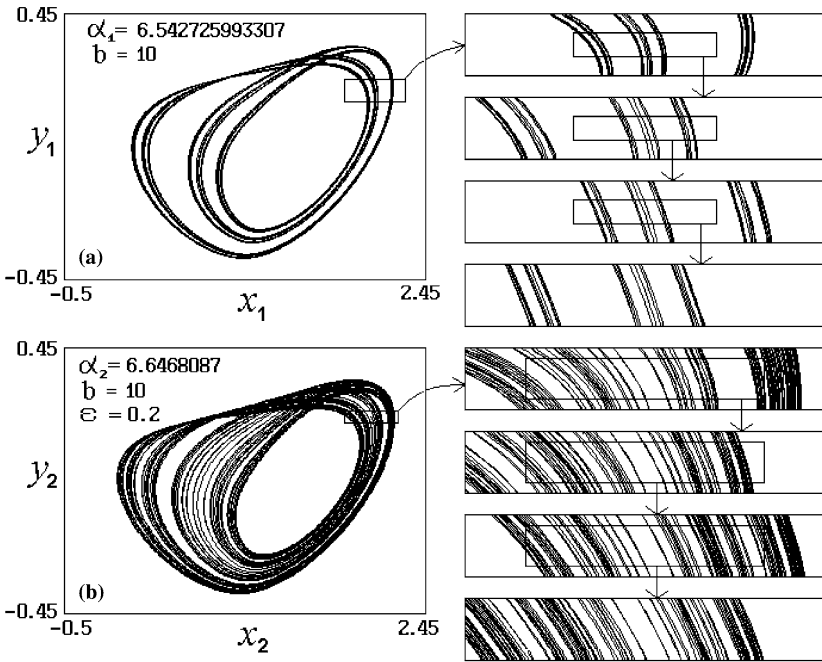 0.45
α₁= 6.542725993307
b = 10
y₁
(a)
-0.45
-0.5
x₁
2.45
0.45
α₂= 6.6468087
b = 10
ε = 0.2
y₂
(b)
-0.45
-0.5
x₂
2.45